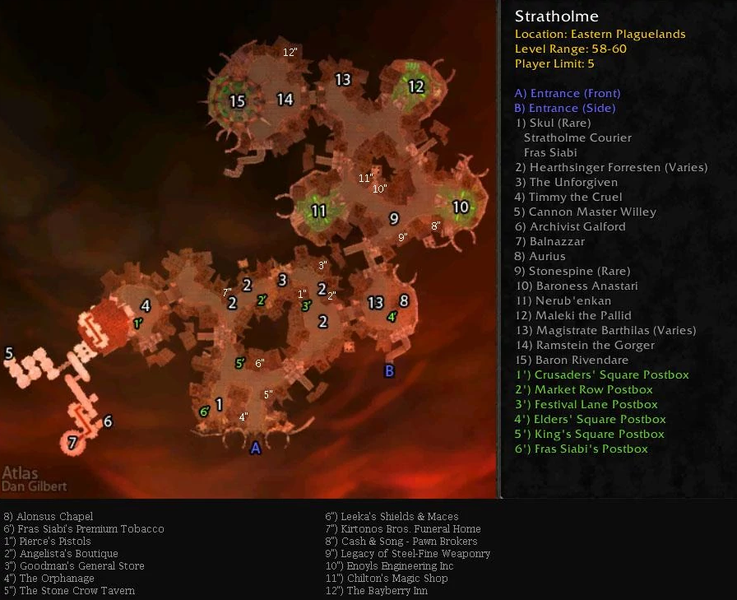 Stratholme
Location: Eastern Plaguelands
Level Range: 58-60
Player Limit: 5
A) Entrance (Front)
B) Entrance (Side)
1) Skul (Rare)
Stratholme Courier
Fras Siabi
2) Hearthsinger Forresten (Varies)
3) The Unforgiven
4) Timmy the Cruel
5) Cannon Master Willey
6) Archivist Galford
7) Balnazzar
8) Aurius
9) Stonespine (Rare)
10) Baroness Anastari
11) Nerub'enkan
12) Maleki the Pallid
13) Magistrate Barthilas (Varies)
14) Ramstein the Gorger
15) Baron Rivendare
1') Crusaders' Square Postbox
2') Market Row Postbox
3') Festival Lane Postbox
4') Elders' Square Postbox
5') King's Square Postbox
6') Fras Siabi's Postbox
12"
13
12
15
14
11"
10"
11
10
9
8"
9"
3"
3
2
7"
2
2'
1"
2
2"
3'
13
8
4
1'
2
4'
5
5'
6"
B
5"
1
6'
4"
6
7
A
Atlas
Dan Gilbert
8) Alonsus Chapel
6') Fras Siabi's Premium Tobacco
1") Pierce's Pistols
2") Angelista's Boutique
3") Goodman's General Store
4") The Orphanage
5") The Stone Crow Tavern
6") Leeka's Shields & Maces
7") Kirtonos Bros. Funeral Home
8") Cash & Song - Pawn Brokers
9") Legacy of Steel-Fine Weaponry
10") Enoyls Engineering Inc
11") Chilton's Magic Shop
12") The Bayberry Inn